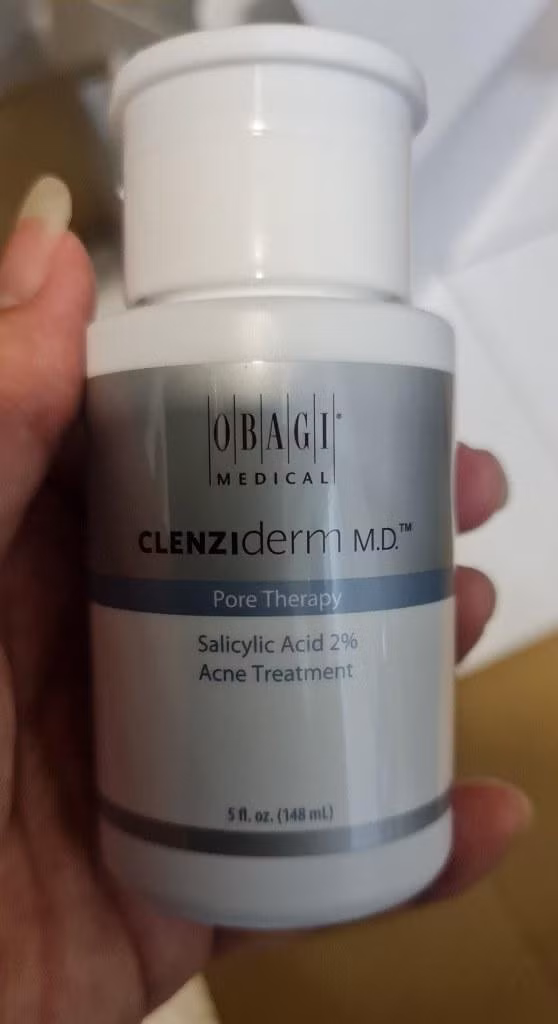 OBAGI®
MEDICAL
CLENZIderm M.D.™
Pore Therapy
Salicylic Acid 2%
Acne Treatment
5 fl. oz. (148 mL)